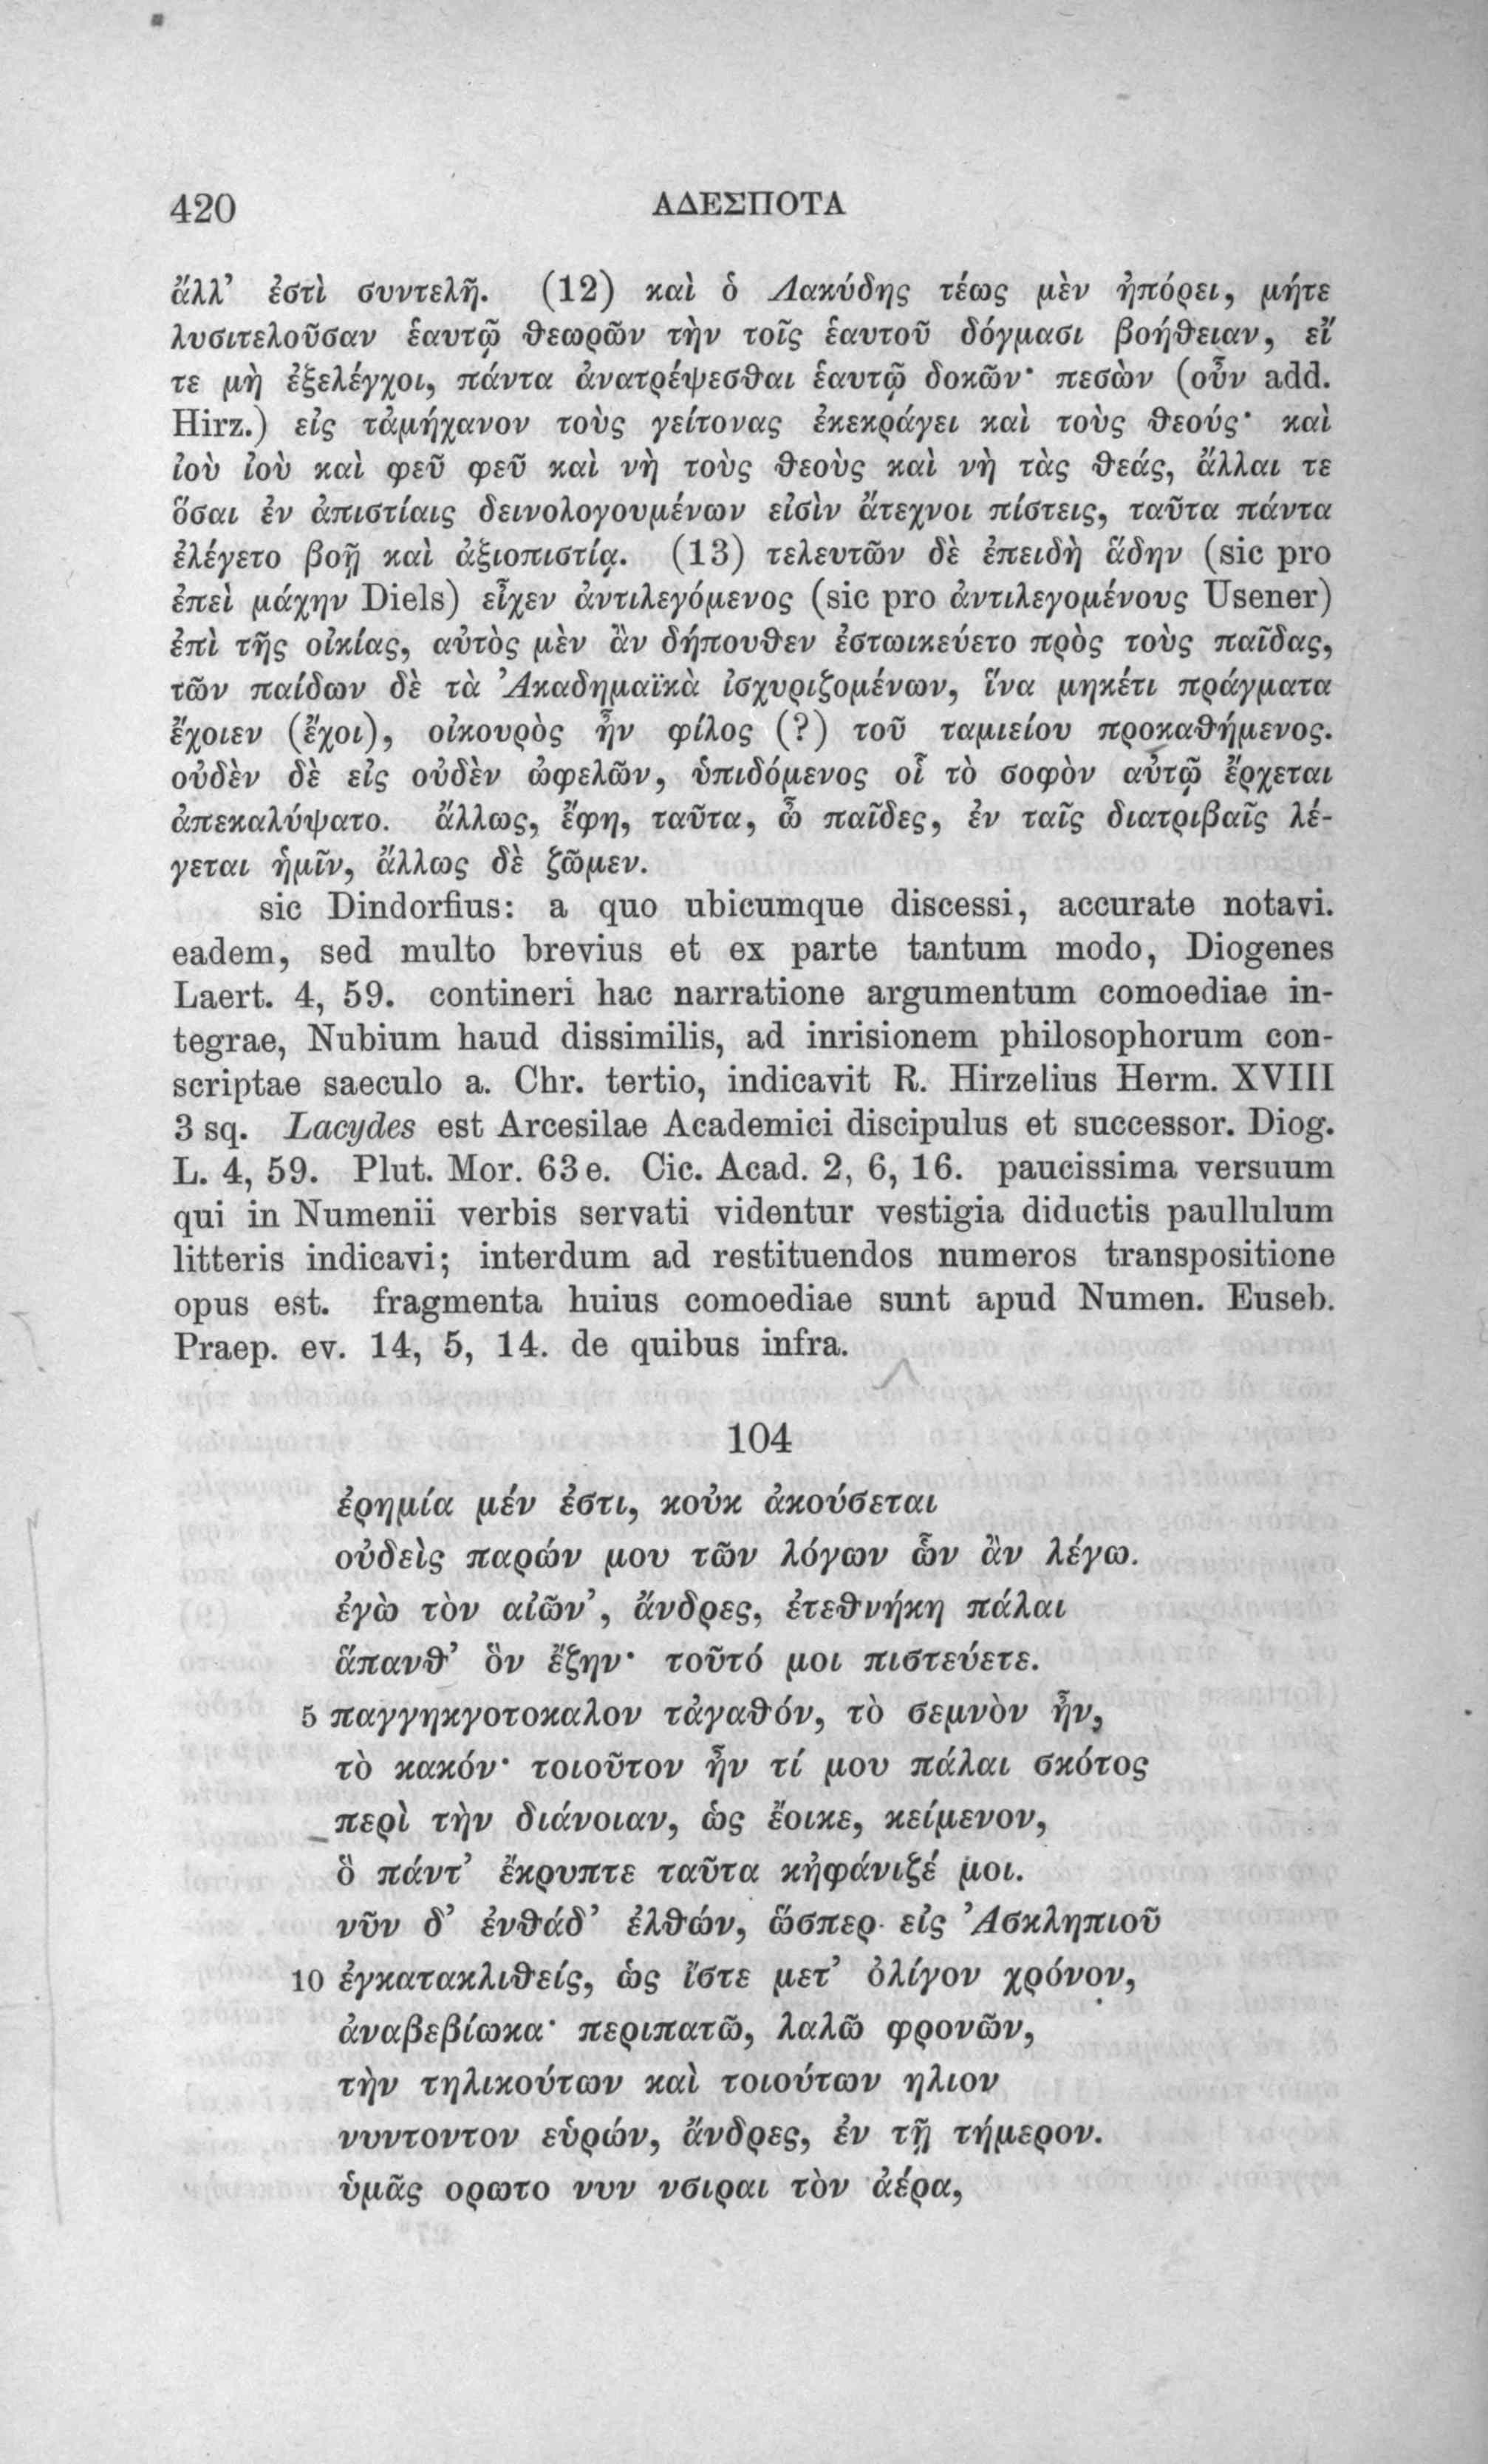 420 ΑΔΕΣΠΟΤΑ
ἄλλ’ ἐστὶ συντελῆ. (12) καὶ ὁ Λακύδης τέως μὲν ἠπόρει, μήτε
λυσιτελοῦσαν ἑαυτῷ θεωρῶν τὴν τοῖς ἑαυτοῦ δόγμασι βοήθειαν, εἴ
τε μὴ ἐξελέγχοι, πάντα ἀνατρέψεσθαι ἑαυτῷ δοκῶν· πεσὼν (οὖν add.
Hirz.) εἰς τἀμήχανον τοὺς γείτονας ἐκεκράγει καὶ τοὺς θεούς· καὶ
ἰοὺ ἰοὺ καὶ φεῦ φεῦ καὶ νὴ τοὺς θεοὺς καὶ νὴ τὰς θεάς, ἄλλαι τε
ὅσαι ἐν ἀπιστίαις δεινολογουμένων εἰσὶν ἄτεχνοι πίστεις, ταῦτα πάντα
ἐλέγετο βοῇ καὶ ἀξιοπιστίᾳ. (13) τελευτῶν δὲ ἐπειδὴ ἅδην (sic pro
ἐπεὶ μάχην Diels) εἶχεν ἀντιλεγόμενος (sic pro ἀντιλεγομένους Usener)
ἐπὶ τῆς οἰκίας, αὐτὸς μὲν ἂν δήπουθεν ἐστωικεύετο πρὸς τοὺς παῖδας,
τῶν παίδων δὲ τὰ Ἀκαδημαϊκὰ ἰσχυριζομένων, ἵνα μηκέτι πράγματα
ἔχοιεν (ἔχοι), οἰκουρὸς ἦν φίλος (?) τοῦ ταμιείου προκαθήμενος.
οὐδὲν δὲ εἰς οὐδὲν ὠφελῶν, ὑπιδόμενος οἷ τὸ σοφὸν αὑτῷ ἔρχεται
ἀπεκαλύψατο. ἄλλως, ἔφη, ταῦτα, ὦ παῖδες, ἐν ταῖς διατριβαῖς λέ-
γεται ἡμῖν, ἄλλως δὲ ζῶμεν.
sic Dindorfius: a quo ubicumque discessi, accurate notavi.
eadem, sed multo brevius et ex parte tantum modo, Diogenes
Laert. 4, 59. contineri hac narratione argumentum comoediae in-
tegrae, Nubium haud dissimilis, ad inrisionem philosophorum con-
scriptae saeculo a. Chr. tertio, indicavit R. Hirzelius Herm. XVIII
3 sq. Lacydes est Arcesilae Academici discipulus et successor. Diog.
L. 4, 59. Plut. Mor. 63 e. Cic. Acad. 2, 6, 16. paucissima versuum
qui in Numenii verbis servati videntur vestigia diductis paullulum
litteris indicavi; interdum ad restituendos numeros transpositione
opus est. fragmenta huius comoediae sunt apud Numen. Euseb.
Praep. ev. 14, 5, 14. de quibus infra.
104
ἐρημία μέν ἐστι, κοὐκ ἀκούσεται
οὐδεὶς παρών μου τῶν λόγων ὧν ἂν λέγω.
ἐγὼ τὸν αἰῶν’, ἄνδρες, ἐτεθνήκη πάλαι
ἅπανθ’ ὃν ἔζην· τοῦτό μοι πιστεύετε.
5 παγγηκγοτοκαλον τἀγαθόν, τὸ σεμνὸν ἦν,
τὸ κακόν· τοιοῦτον ἦν τί μου πάλαι σκότος
περὶ τὴν διάνοιαν, ὡς ἔοικε, κείμενον,
ὃ πάντ’ ἔκρυπτε ταῦτα κἠφάνιζέ μοι.
νῦν δ’ ἐνθάδ’ ἐλθών, ὥσπερ εἰς Ἀσκληπιοῦ
10 ἐγκατακλιθείς, ὡς ἴστε μετ’ ὀλίγον χρόνον,
ἀναβεβίωκα· περιπατῶ, λαλῶ φρονῶν,
τὴν τηλικούτων καὶ τοιούτων ηλιον
νυντοντον εὑρών, ἄνδρες, ἐν τῇ τήμερον.
ὑμᾶς ορωτο νυν νσιραι τὸν ἀέρα,